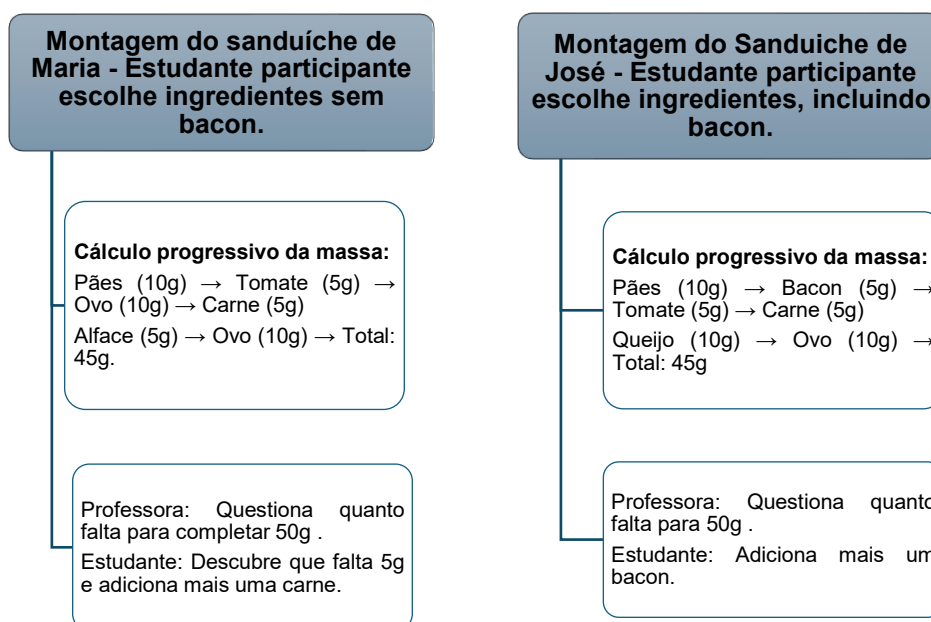 Montagem do sanduíche de
Maria - Estudante participante
escolhe ingredientes sem
bacon.
Cálculo progressivo da massa:
Pães (10g) → Tomate (5g) →
Ovo (10g) → Carne (5g)
Alface (5g) → Ovo (10g) → Total:
45g.
Professora: Questiona quanto
falta para completar 50g .
Estudante: Descubre que falta 5g
e adiciona mais uma carne.
Montagem do Sanduiche de
José - Estudante participante
escolhe ingredientes, incluindo
bacon.
Cálculo progressivo da massa:
Pães (10g) → Bacon (5g) →
Tomate (5g) → Carne (5g)
Queijo (10g) → Ovo (10g) →
Total: 45g
Professora: Questiona quanto
falta para 50g .
Estudante: Adiciona mais um
bacon.